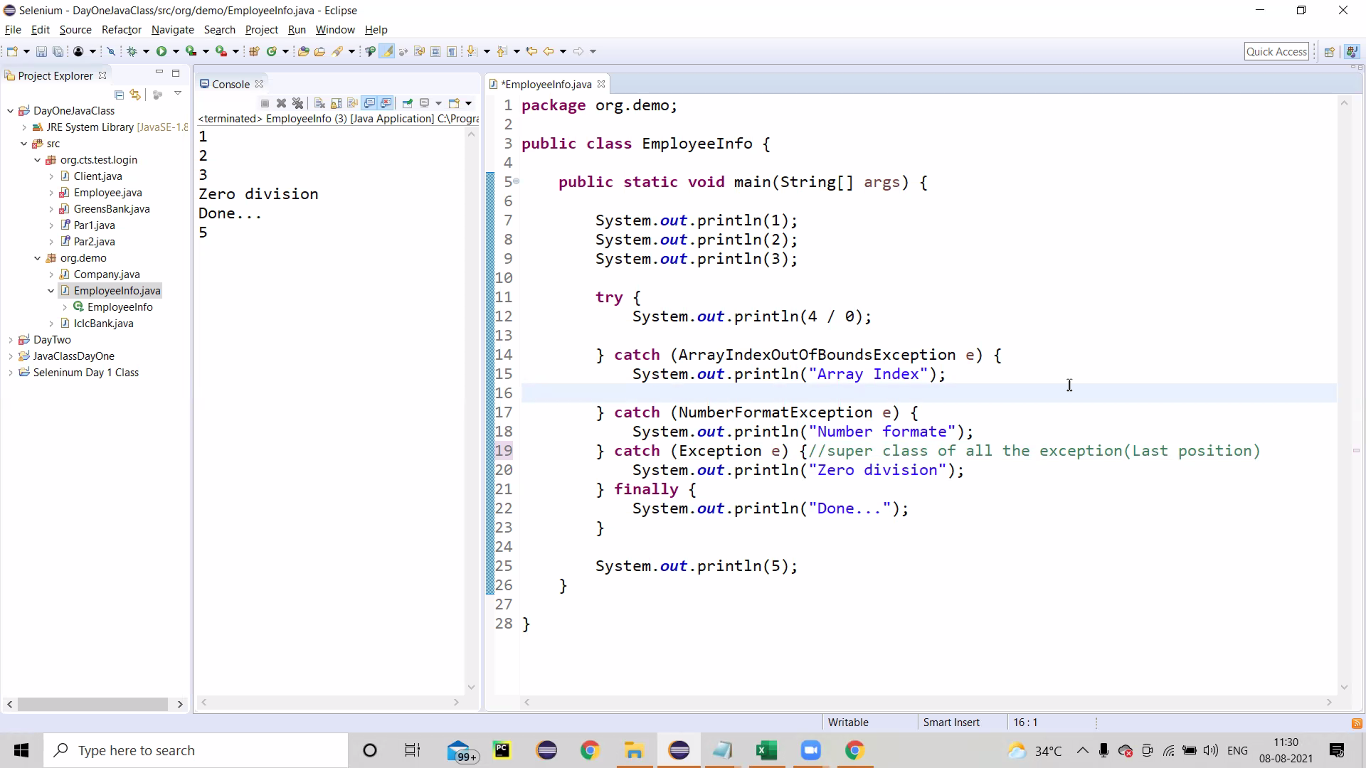 Selenium - DayOneJavaClass/src/org/demo/EmployeeInfo.java - Eclipse
File Edit Source Refactor Navigate Search Project Run Window Help
Quick Access
Project Explorer
DayOneJavaClass
JRE System Library [JavaSE-1.8
src
org.cts.test.login
Client.java
Employee.java
GreensBank.java
Par1.java
Par2.java
org.demo
Company.java
EmployeeInfo.java
EmployeeInfo
IcIcBank.java
DayTwo
JavaClassDayOne
Seleninum Day 1 Class
Console
<terminated> EmployeeInfo (3) [Java Application] C:\Progra
1
2
3
Zero division
Done...
5
*EmployeeInfo.java
1 package org.demo;
2
3 public class EmployeeInfo {
4
5 public static void main(String[] args) {
6
7 System.out.println(1);
8 System.out.println(2);
9 System.out.println(3);
10
11 try {
12 System.out.println(4 / 0);
13
14 } catch (ArrayIndexOutOfBoundsException e) {
15 System.out.println("Array Index");
16
17 } catch (NumberFormatException e) {
18 System.out.println("Number formate");
19 } catch (Exception e) {//super class of all the exception(Last position)
20 System.out.println("Zero division");
21 } finally {
22 System.out.println("Done...");
23 }
24
25 System.out.println(5);
26 }
27
28 }
Writable Smart Insert 16 : 1
Type here to search
99+
PC
34°C
ENG
11:30
08-08-2021